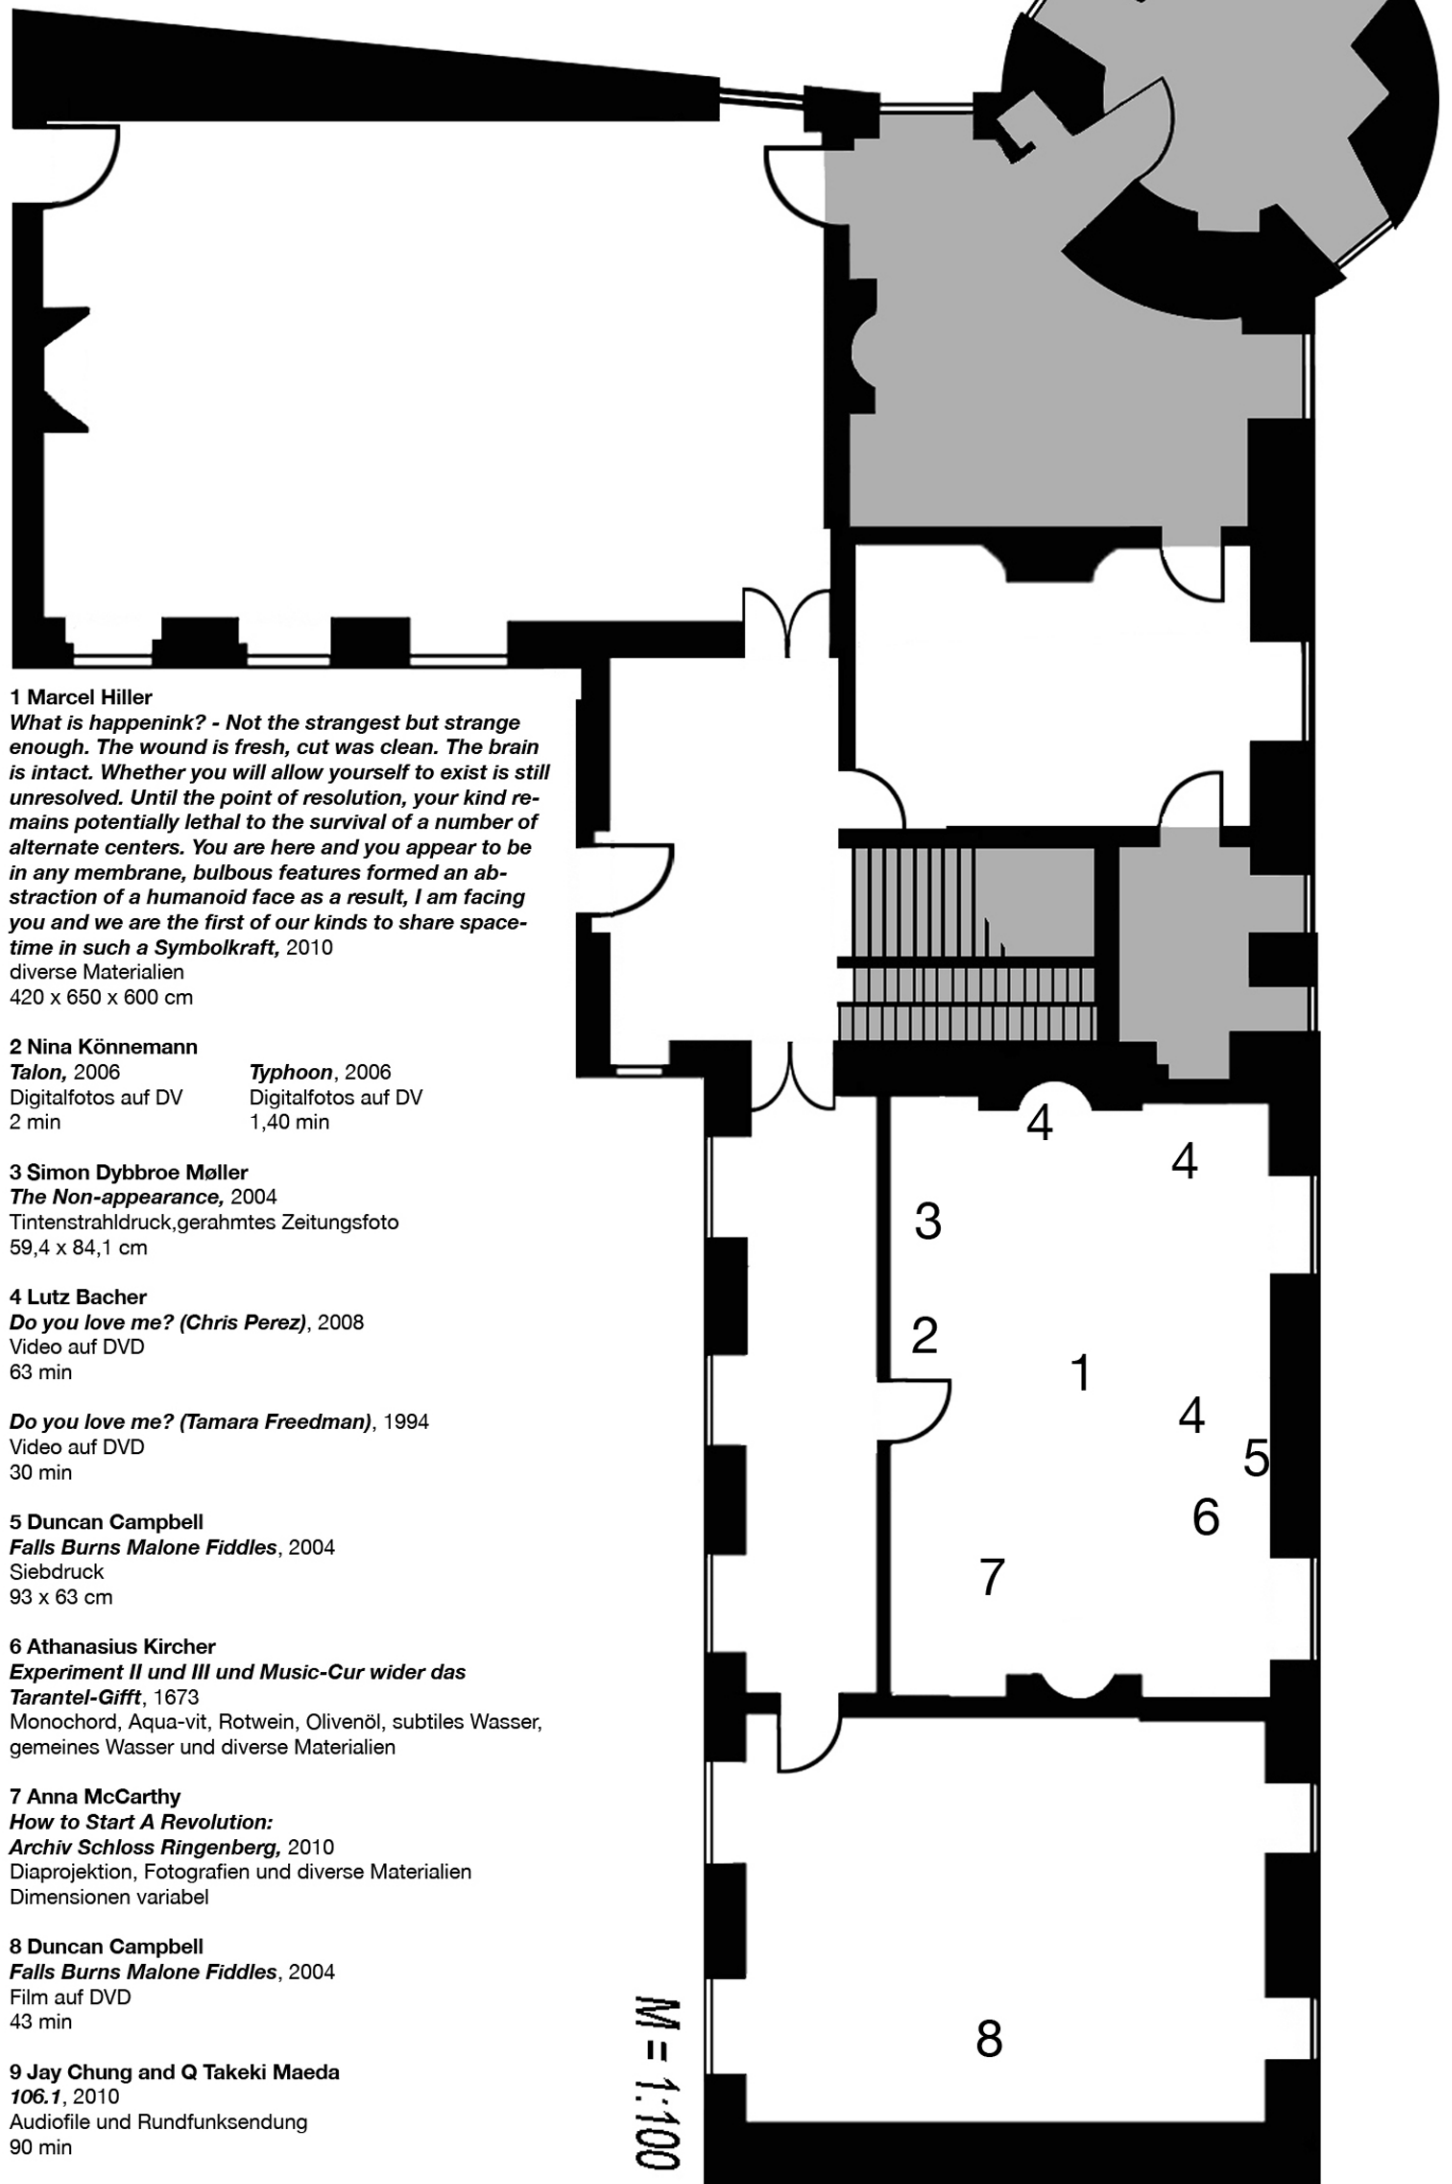 1 Marcel Hiller
What is happenink? - Not the strangest but strange
enough. The wound is fresh, cut was clean. The brain
is intact. Whether you will allow yourself to exist is still
unresolved. Until the point of resolution, your kind re-
mains potentially lethal to the survival of a number of
alternate centers. You are here and you appear to be
in any membrane, bulbous features formed an ab-
straction of a humanoid face as a result, I am facing
you and we are the first of our kinds to share space-
time in such a Symbolkraft, 2010
diverse Materialien
420 x 650 x 600 cm
2 Nina Könnemann
Talon, 2006
Digitalfotos auf DV
2 min
Typhoon, 2006
Digitalfotos auf DV
1,40 min
3 Simon Dybbroe Møller
The Non-appearance, 2004
Tintenstrahldruck,gerahmtes Zeitungsfoto
59,4 x 84,1 cm
4 Lutz Bacher
Do you love me? (Chris Perez), 2008
Video auf DVD
63 min
Do you love me? (Tamara Freedman), 1994
Video auf DVD
30 min
5 Duncan Campbell
Falls Burns Malone Fiddles, 2004
Siebdruck
93 x 63 cm
6 Athanasius Kircher
Experiment II und III und Music-Cur wider das
Tarantel-Gifft, 1673
Monochord, Aqua-vit, Rotwein, Olivenöl, subtiles Wasser,
gemeines Wasser und diverse Materialien
7 Anna McCarthy
How to Start A Revolution:
Archiv Schloss Ringenberg, 2010
Diaprojektion, Fotografien und diverse Materialien
Dimensionen variabel
8 Duncan Campbell
Falls Burns Malone Fiddles, 2004
Film auf DVD
43 min
9 Jay Chung and Q Takeki Maeda
106.1, 2010
Audiofile und Rundfunksendung
90 min
4
4
3
2
1
4
5
6
7
8
M = 1:100